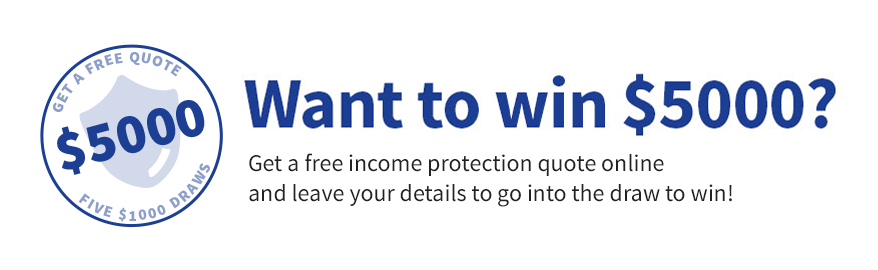 GET A FREE QUOTE
$5000
FIVE $1000 DRAWS
Want to win $5000?
Get a free income protection quote online
and leave your details to go into the draw to win!